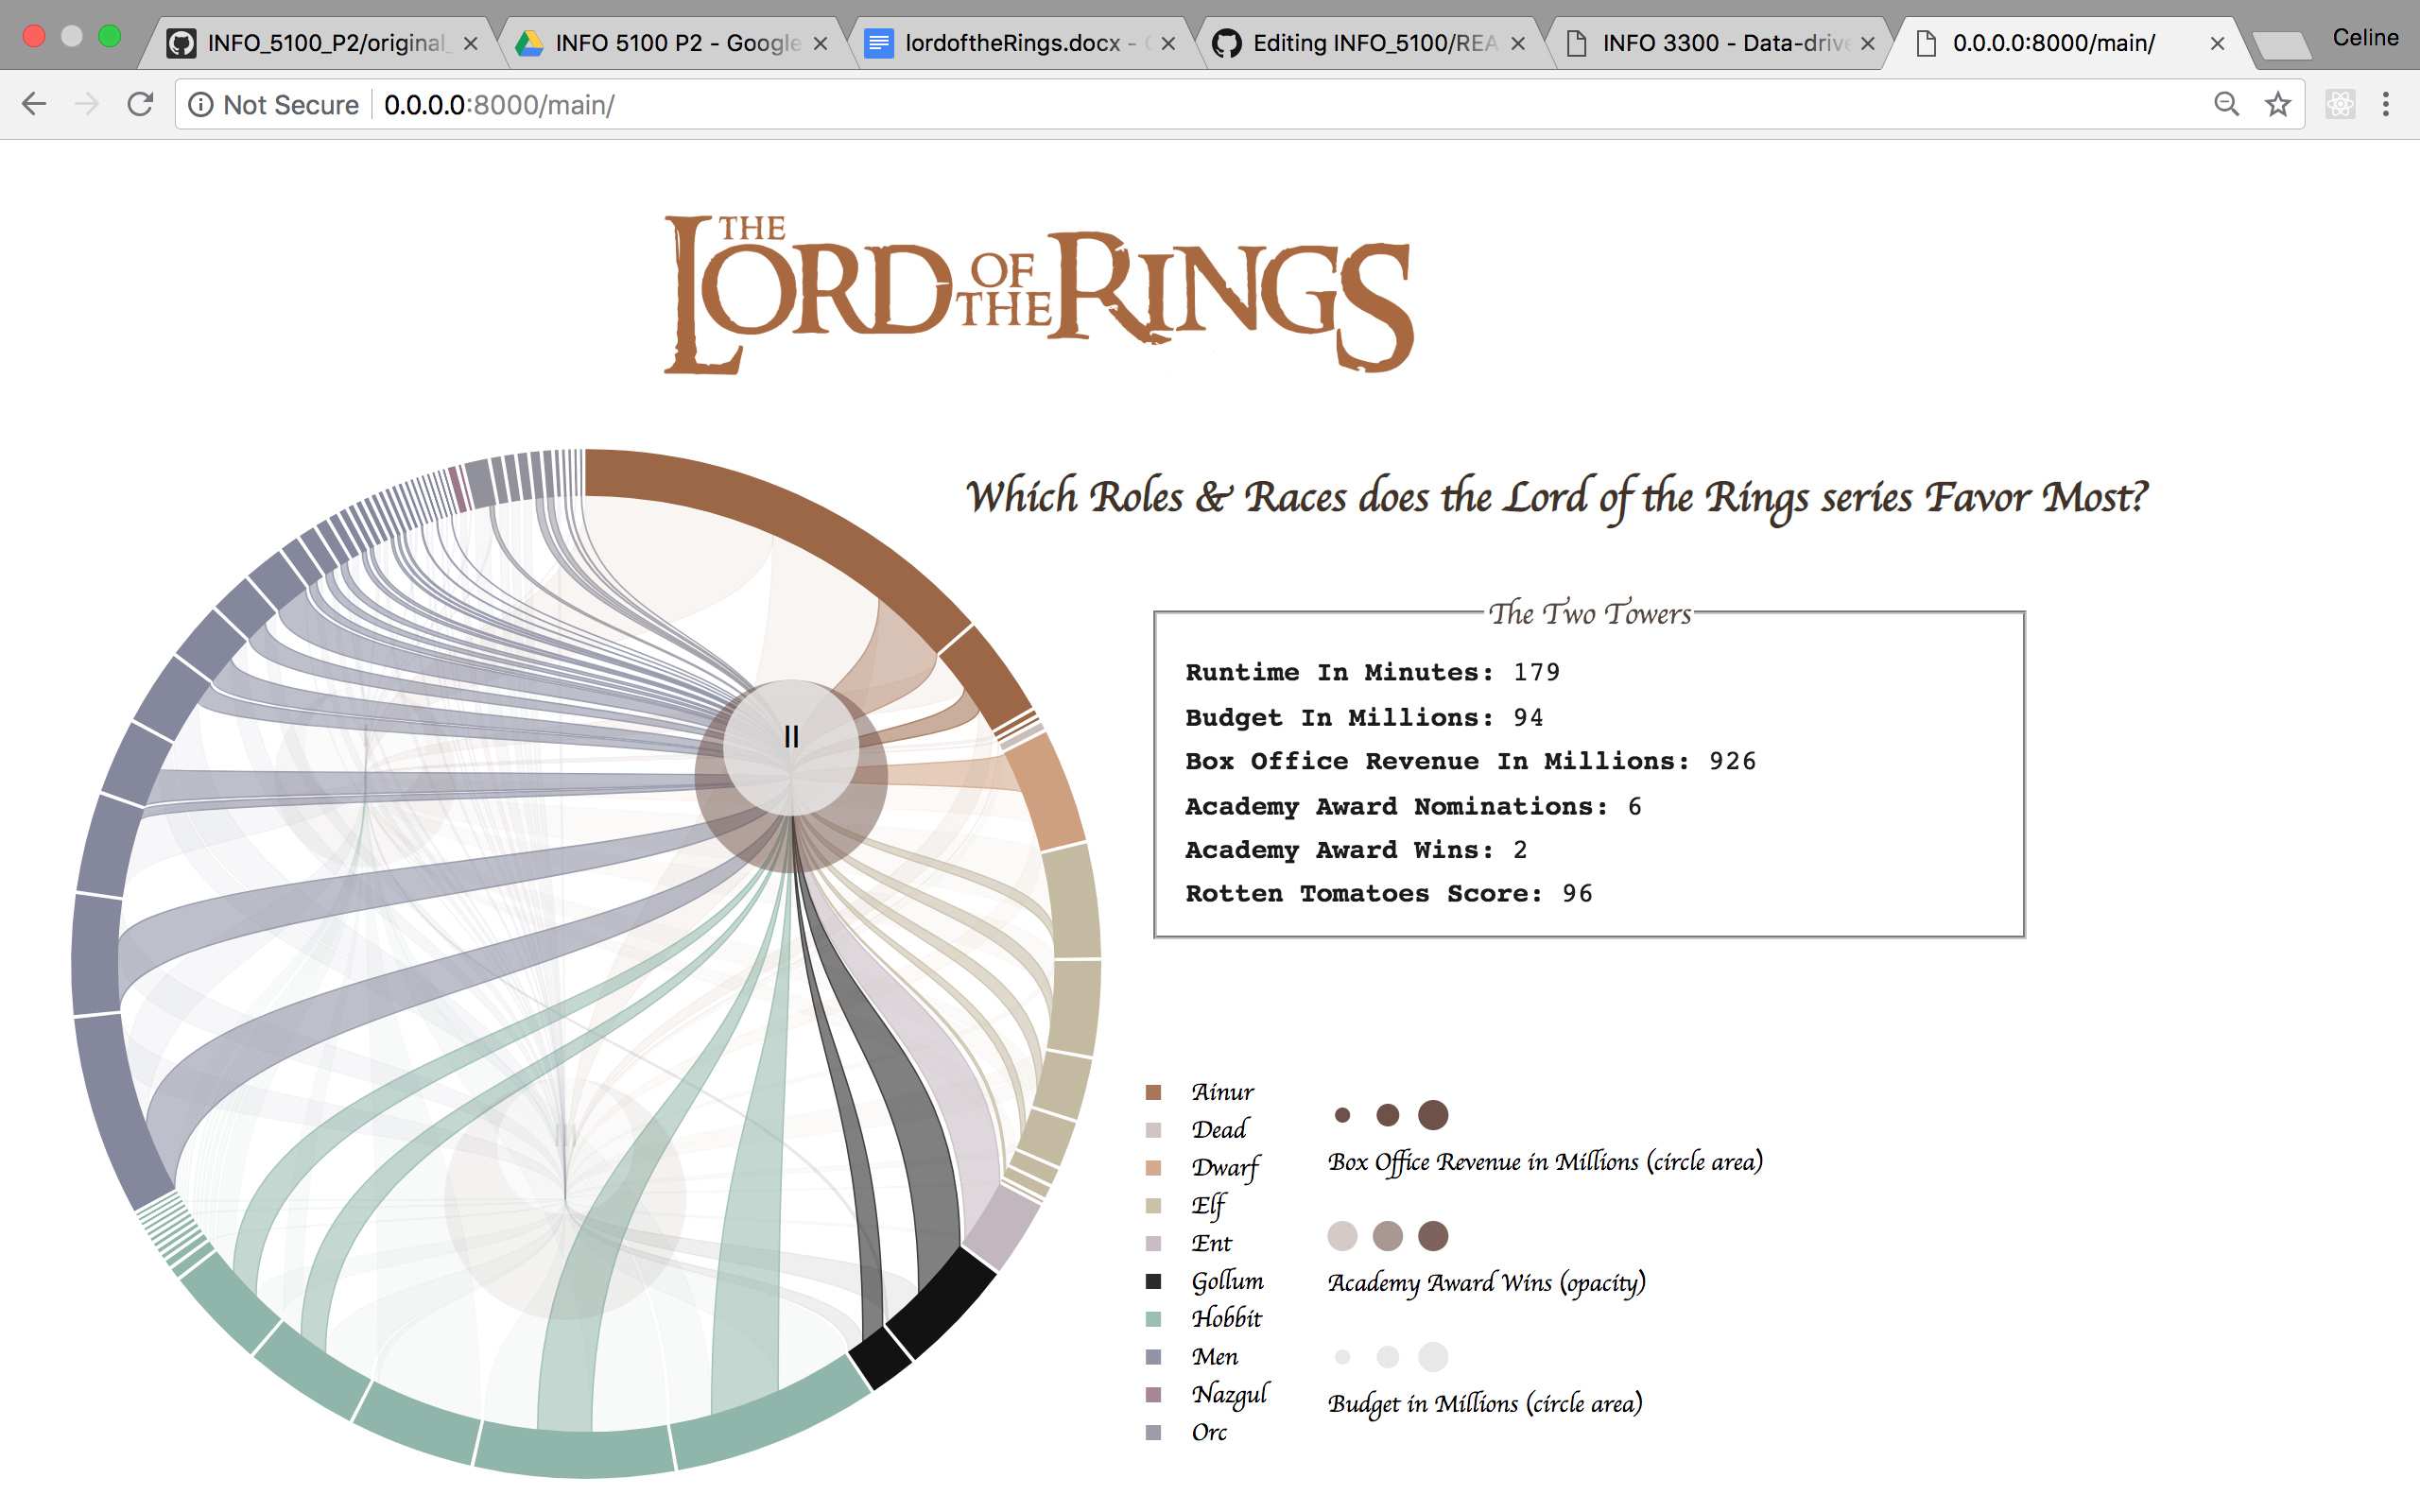 INFO_5100_P2/original_
INFO 5100 P2 - Google
lordoftheRings.docx -
Editing INFO_5100/REA
INFO 3300 - Data-drive
0.0.0.0:8000/main/
Celine
Not Secure
0.0.0.0:8000/main/
THE LORD OF THE RINGS
Which Roles & Races does the Lord of the Rings series Favor Most?
The Two Towers
Runtime In Minutes: 179
Budget In Millions: 94
Box Office Revenue In Millions: 926
Academy Award Nominations: 6
Academy Award Wins: 2
Rotten Tomatoes Score: 96
II
I
III
Ainur
Dead
Dwarf
Elf
Ent
Gollum
Hobbit
Men
Nazgul
Orc
Box Office Revenue in Millions (circle area)
Academy Award Wins (opacity)
Budget in Millions (circle area)